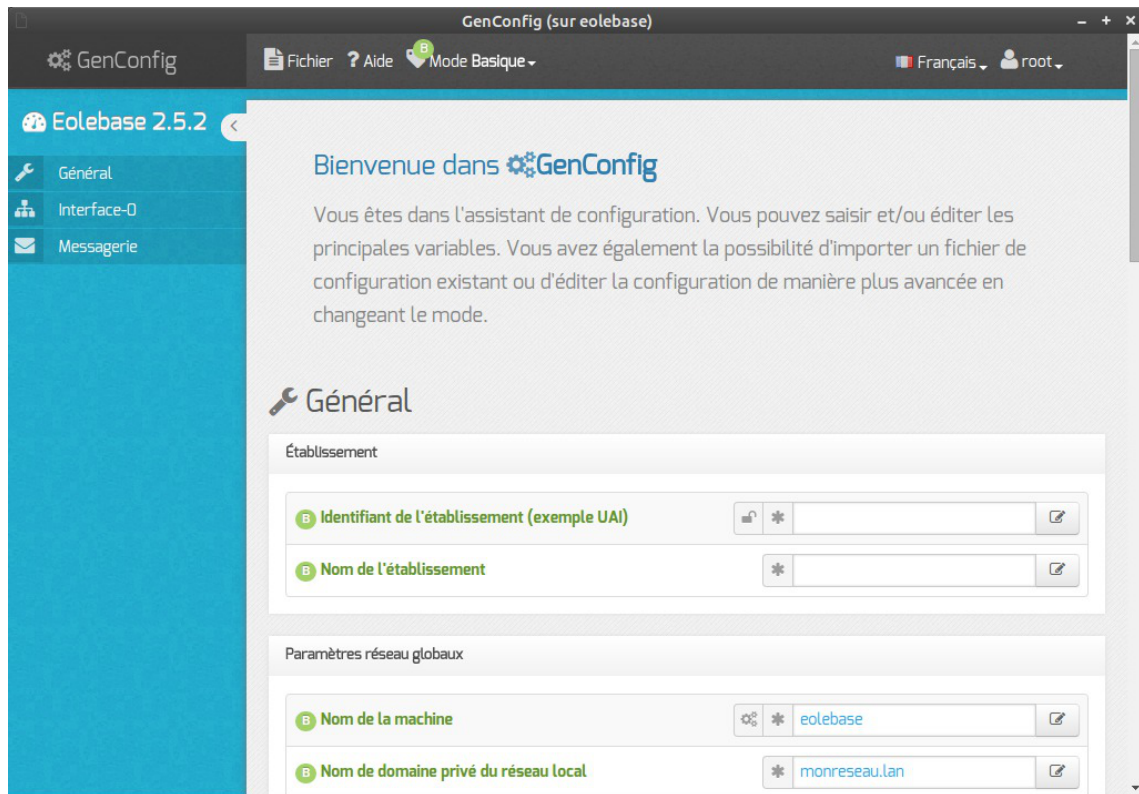 GenConfig (sur eolebase)
GenConfig
Fichier ? Aide B Mode Basique
Français root
Eolebase 2.5.2
Général
Interface-0
Messagerie
Bienvenue dans GenConfig
Vous êtes dans l'assistant de configuration. Vous pouvez saisir et/ou éditer les
principales variables. Vous avez également la possibilité d'importer un fichier de
configuration existant ou d'éditer la configuration de manière plus avancée en
changeant le mode.
Général
Établissement
B Identifiant de l'établissement (exemple UAI)
B Nom de l'établissement
Paramètres réseau globaux
B Nom de la machine eolebase
B Nom de domaine privé du réseau local monreseau.lan